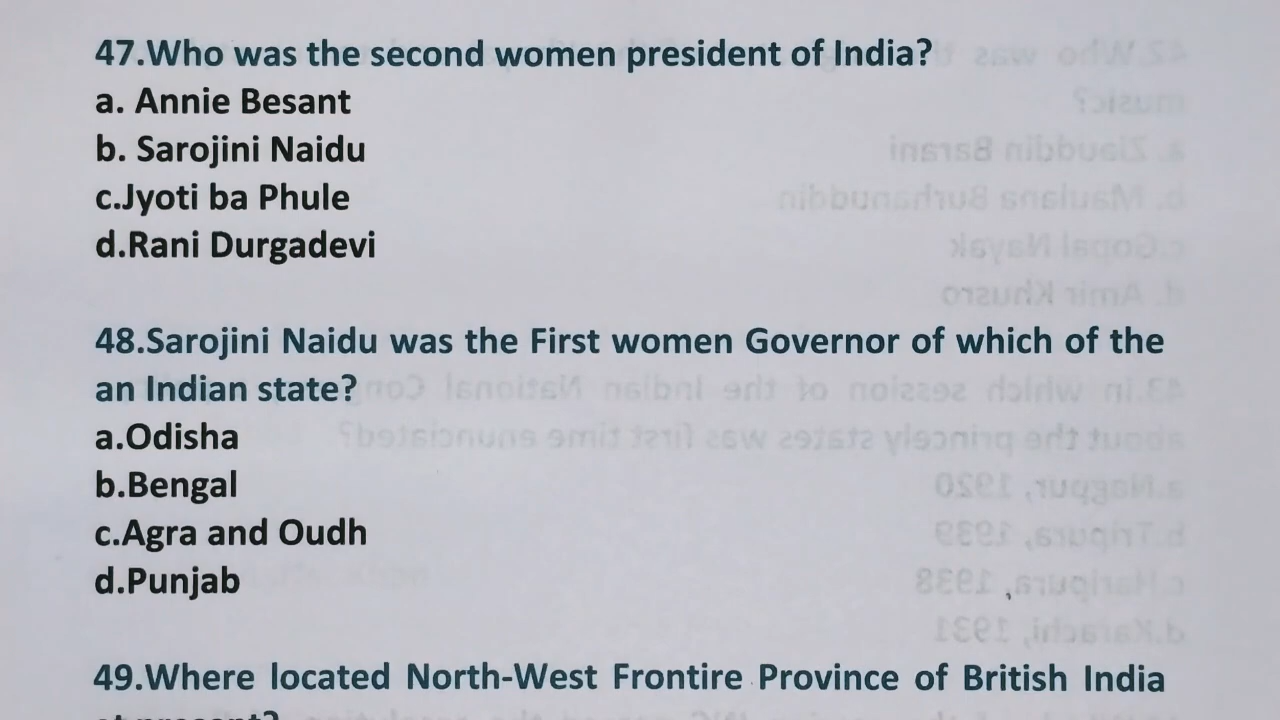 47.Who was the second women president of India?
a. Annie Besant
b. Sarojini Naidu
c.Jyoti ba Phule
d.Rani Durgadevi
48.Sarojini Naidu was the First women Governor of which of the
an Indian state?
a.Odisha
b.Bengal
c.Agra and Oudh
d.Punjab
49.Where located North-West Frontire Province of British India
at present?